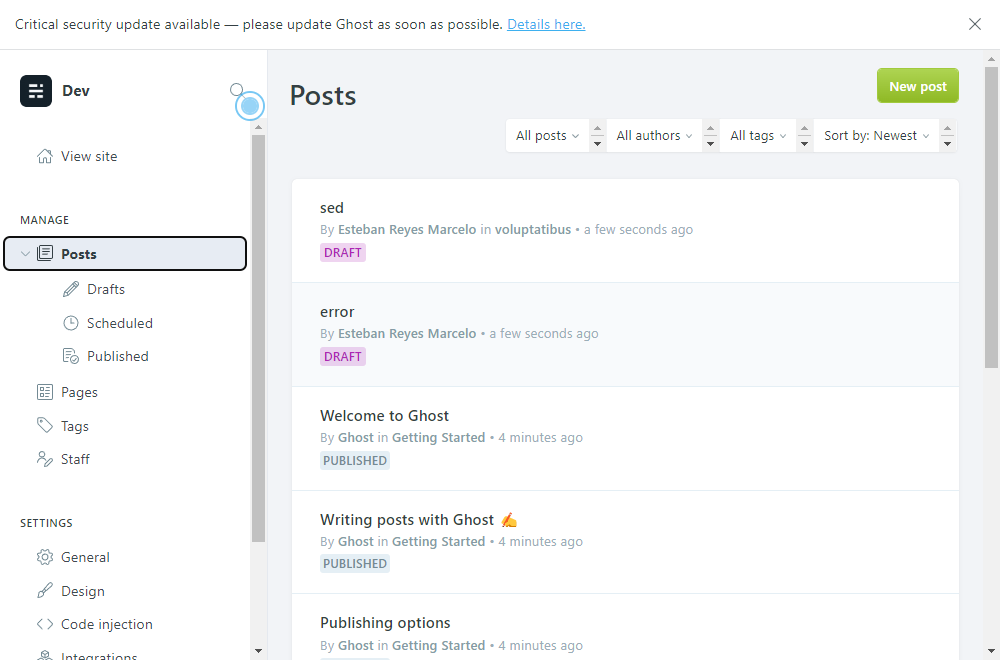 Critical security update available — please update Ghost as soon as possible. Details here.
Dev
View site
MANAGE
Posts
Drafts
Scheduled
Published
Pages
Tags
Staff
SETTINGS
General
Design
Code injection
Integrations
Posts
New post
All posts
All authors
All tags
Sort by: Newest
sed
By Esteban Reyes Marcelo in voluptatibus • a few seconds ago
DRAFT
error
By Esteban Reyes Marcelo • a few seconds ago
DRAFT
Welcome to Ghost
By Ghost in Getting Started • 4 minutes ago
PUBLISHED
Writing posts with Ghost ✍️
By Ghost in Getting Started • 4 minutes ago
PUBLISHED
Publishing options
By Ghost in Getting Started • 4 minutes ago